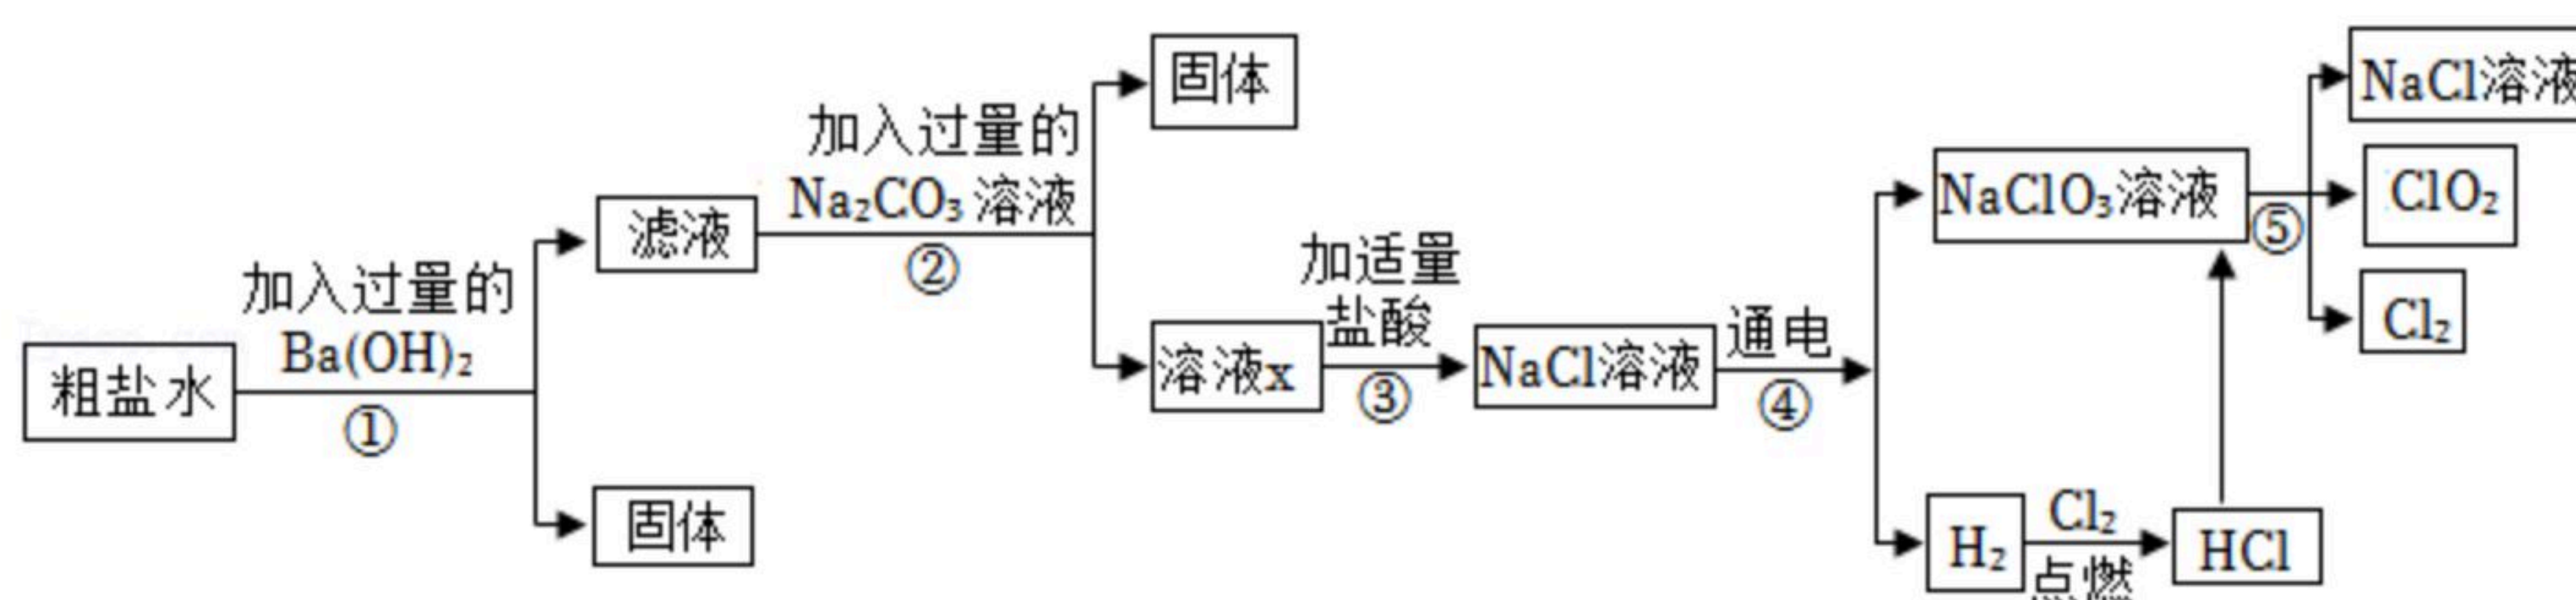 粗盐水
加入过量的
Ba(OH)₂
①
滤液
固体
加入过量的
Na₂CO₃溶液
②
固体
溶液x
加适量
盐酸
③
NaCl溶液
通电
④
NaClO₃溶液
H₂
Cl₂
点燃
HCl
⑤
NaCl溶液
ClO₂
Cl₂